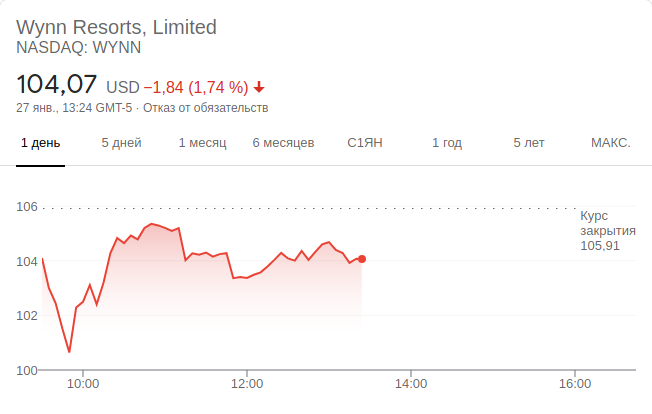 Wynn Resorts, Limited
NASDAQ: WYNN
104,07 USD −1,84 (1,74 %)
27 янв., 13:24 GMT-5 · Отказ от обязательств
1 день 5 дней 1 месяц 6 месяцев С1ЯН 1 год 5 лет МАКС.
106
Курс
закрытия
105,91
104
102
100
10:00 12:00 14:00 16:00